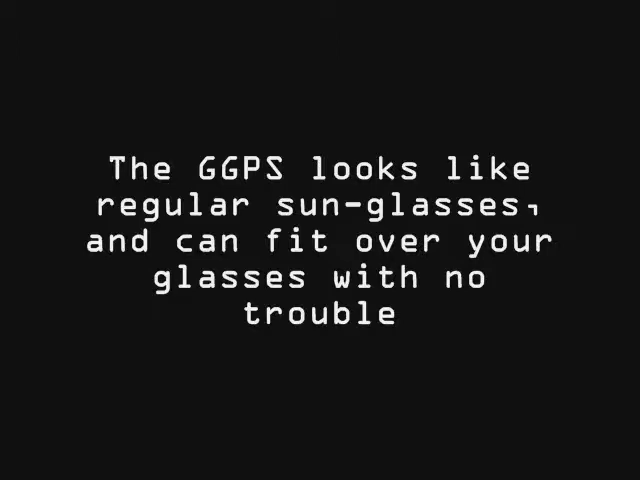 The GGPS looks like
regular sun-glasses,
and can fit over your
glasses with no
trouble